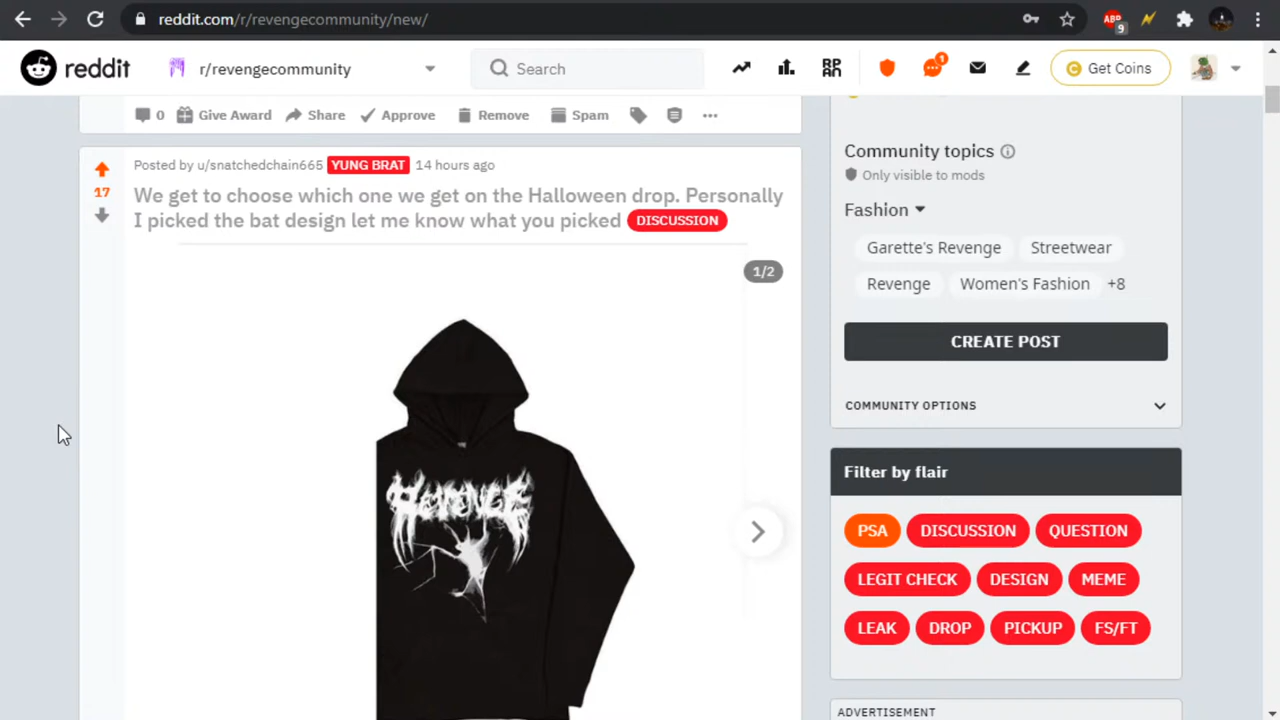 reddit.com/r/revengecommunity/new/
ABP
9
reddit
r/revengecommunity
Search
1
Get Coins
0
Give Award
Share
Approve
Remove
Spam
Posted by u/snatchedchain665 YUNG BRAT 14 hours ago
17
We get to choose which one we get on the Halloween drop. Personally
I picked the bat design let me know what you picked DISCUSSION
1/2
REVENGE
Community topics
Only visible to mods
Fashion
Garette's Revenge Streetwear
Revenge Women's Fashion +8
CREATE POST
COMMUNITY OPTIONS
Filter by flair
PSA DISCUSSION QUESTION
LEGIT CHECK DESIGN MEME
LEAK DROP PICKUP FS/FT
ADVERTISEMENT